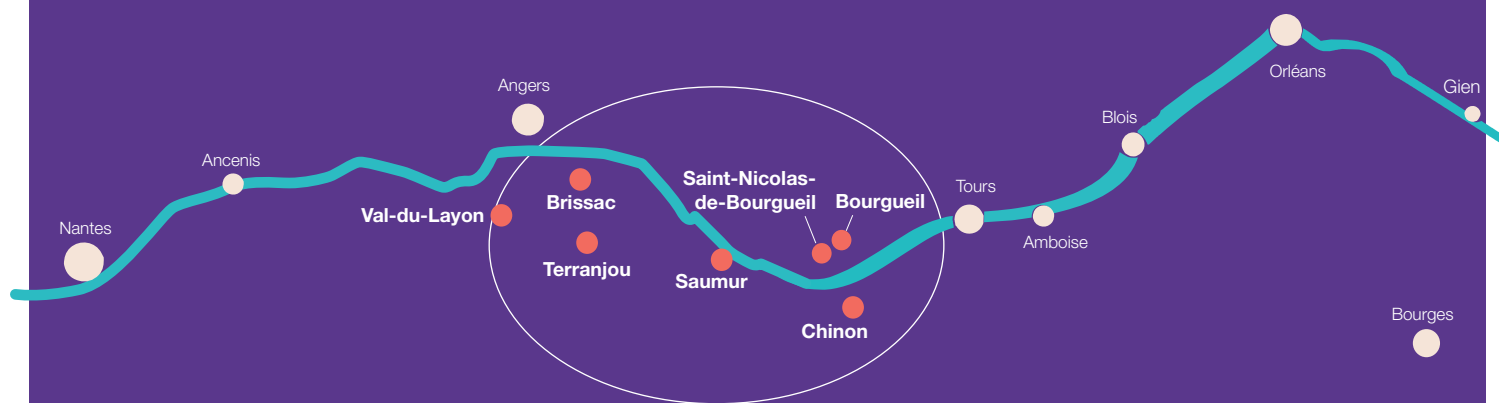 Orléans
Angers
Gien
Blois
Ancenis
Saint-Nicolas-
de-Bourgueil
Tours
Brissac
Bourgueil
Val-du-Layon
Nantes
Amboise
Terranjou
Saumur
Bourges
Chinon